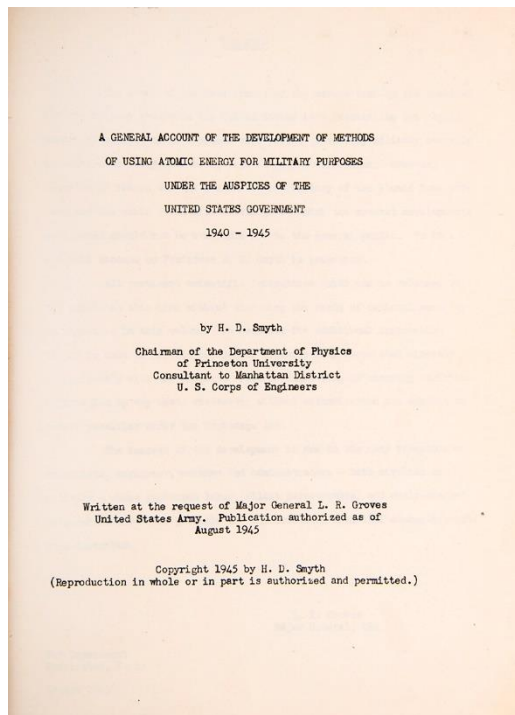 A GENERAL ACCOUNT OF THE DEVELOPMENT OF METHODS
OF USING ATOMIC ENERGY FOR MILITARY PURPOSES
UNDER THE AUSPICES OF THE
UNITED STATES GOVERNMENT
1940 - 1945
by H. D. Smyth
Chairman of the Department of Physics
of Princeton University
Consultant to Manhattan District
U. S. Corps of Engineers
Written at the request of Major General L. R. Groves
United States Army. Publication authorized as of
August 1945
Copyright 1945 by H. D. Smyth
(Reproduction in whole or in part is authorized and permitted.)